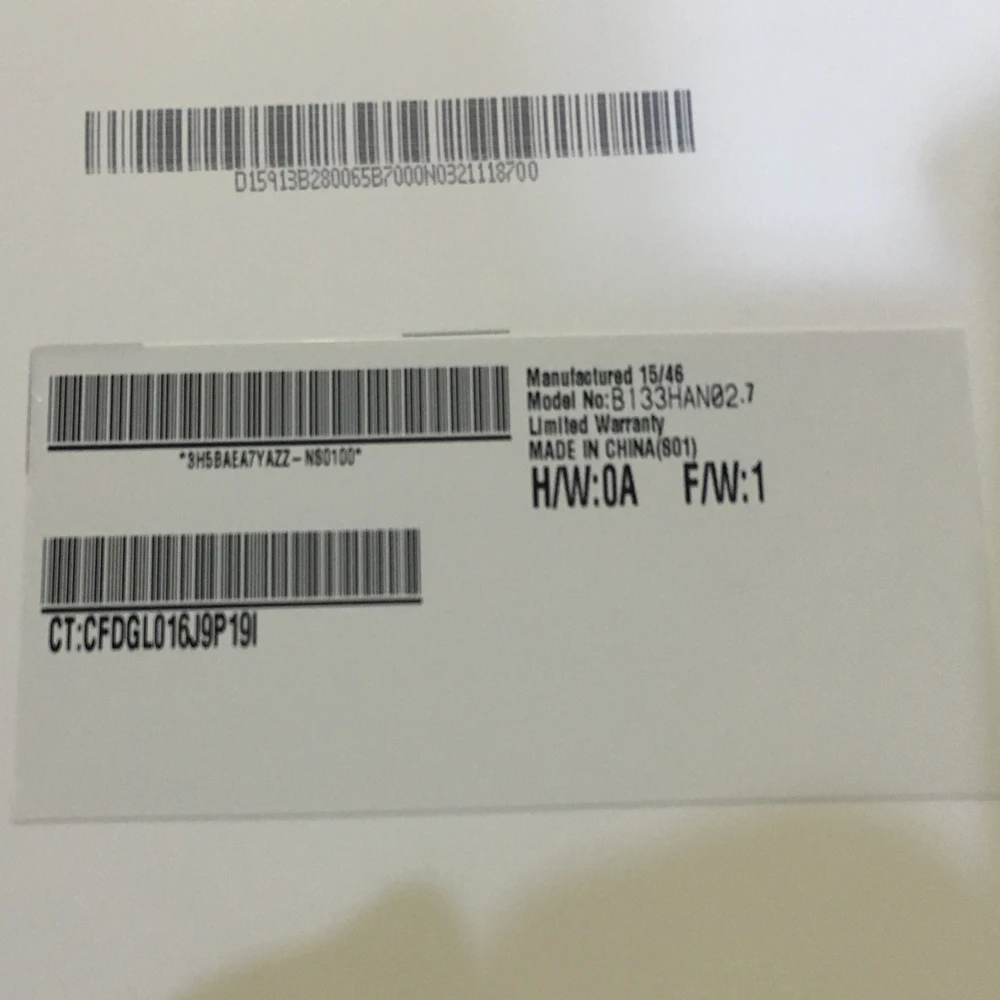 D15913B280065B7000N0321118700
*3H5BAEA7YAZZ-NS0100*
Manufactured 15/46
Model No:B133HAN02.7
Limited Warranty
MADE IN CHINA(S01)
H/W:0A F/W:1
CT:CFDGL016J9P19I